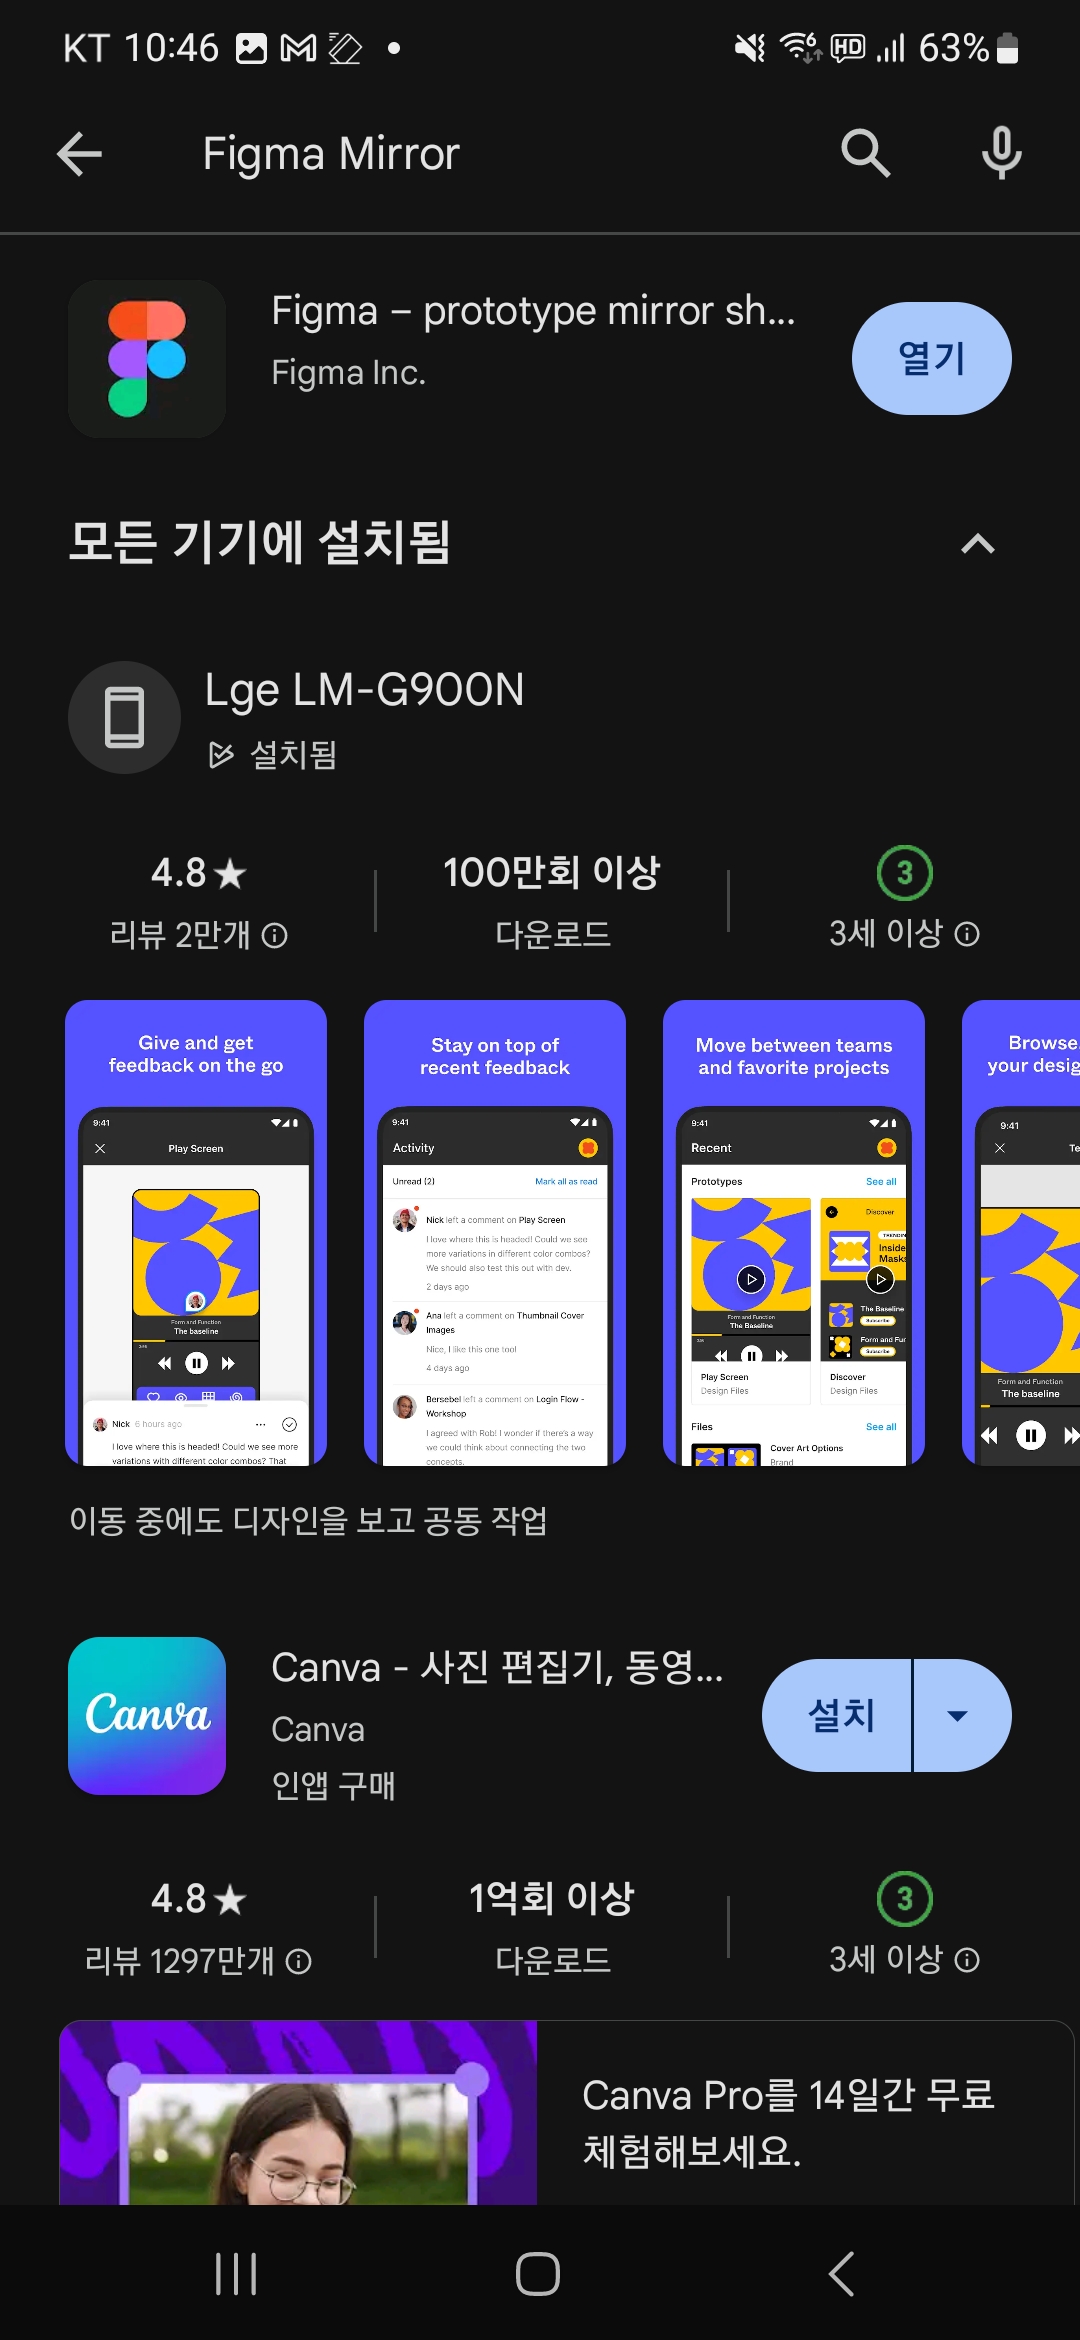 KT 10:46
HD 63%
Figma Mirror
Figma – prototype mirror sh...
Figma Inc.
열기
모든 기기에 설치됨
Lge LM-G900N
설치됨
4.8★
리뷰 2만개
100만회 이상
다운로드
3
3세 이상
Give and get
feedback on the go
9:41
Play Screen
Form and Function
The baseline
Nick 6 hours ago
I love where this is headed! Could we see more
variations with different color combos? That
Stay on top of
recent feedback
9:41
Activity
Unread (2) Mark all as read
Nick left a comment on Play Screen
I love where this is headed! Could we see
more variations in different color combos?
We should also test this out with dev.
2 days ago
Ana left a comment on Thumbnail Cover
Images
Nice, I like this one too!
4 days ago
Bersebel left a comment on Login Flow -
Workshop
I agreed with Rob! I wonder if there's a way
we could think about connecting the two
concepts.
Move between teams
and favorite projects
9:41
Recent
Prototypes See all
Form and Function
The Baseline
Play Screen
Design Files
Discover
TRENDIN
Inside
Masks
The Baseline
Subscribe
Form and Fur
Subscribe
Discover
Design Files
Files See all
Cover Art Options
Brand
Browse,
your desig
9:41
Te
Form and Function
The baseline
이동 중에도 디자인을 보고 공동 작업
Canva
Canva - 사진 편집기, 동영...
Canva
인앱 구매
설치
4.8★
리뷰 1297만개
1억회 이상
다운로드
3
3세 이상
Canva Pro를 14일간 무료
체험해보세요.